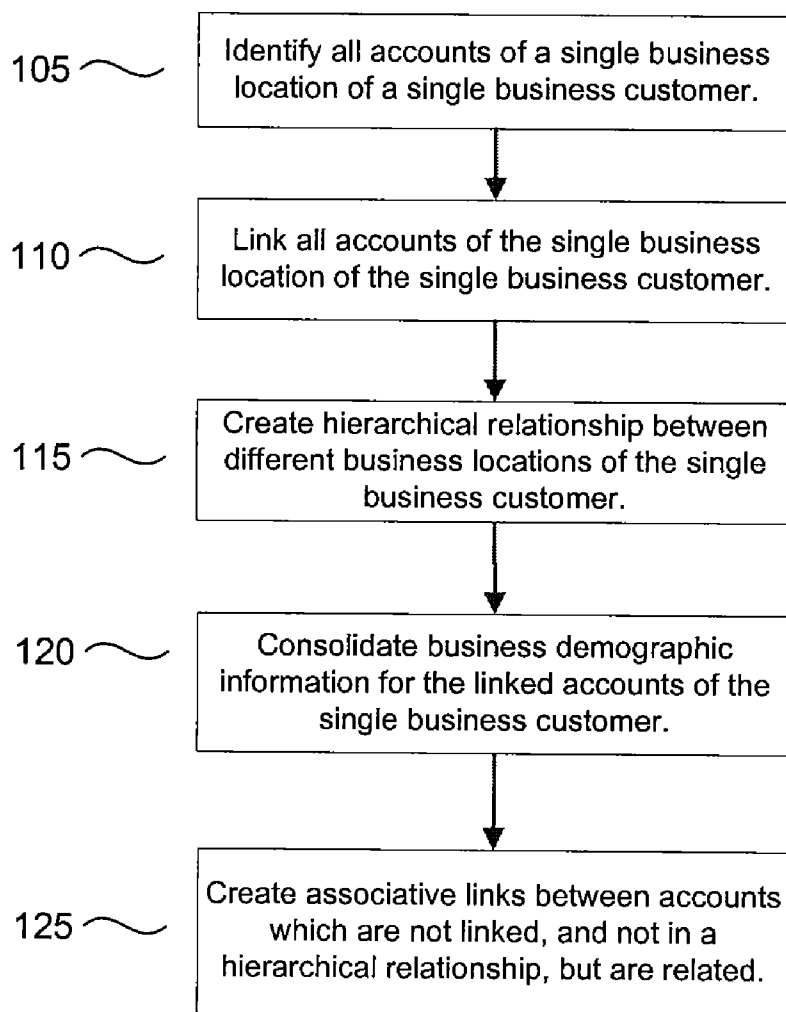 105
Identify all accounts of a single business
location of a single business customer.
110
Link all accounts of the single business
location of the single business customer.
115
Create hierarchical relationship between
different business locations of the single
business customer.
120
Consolidate business demographic
information for the linked accounts of the
single business customer.
125
Create associative links between accounts
which are not linked, and not in a
hierarchical relationship, but are related.